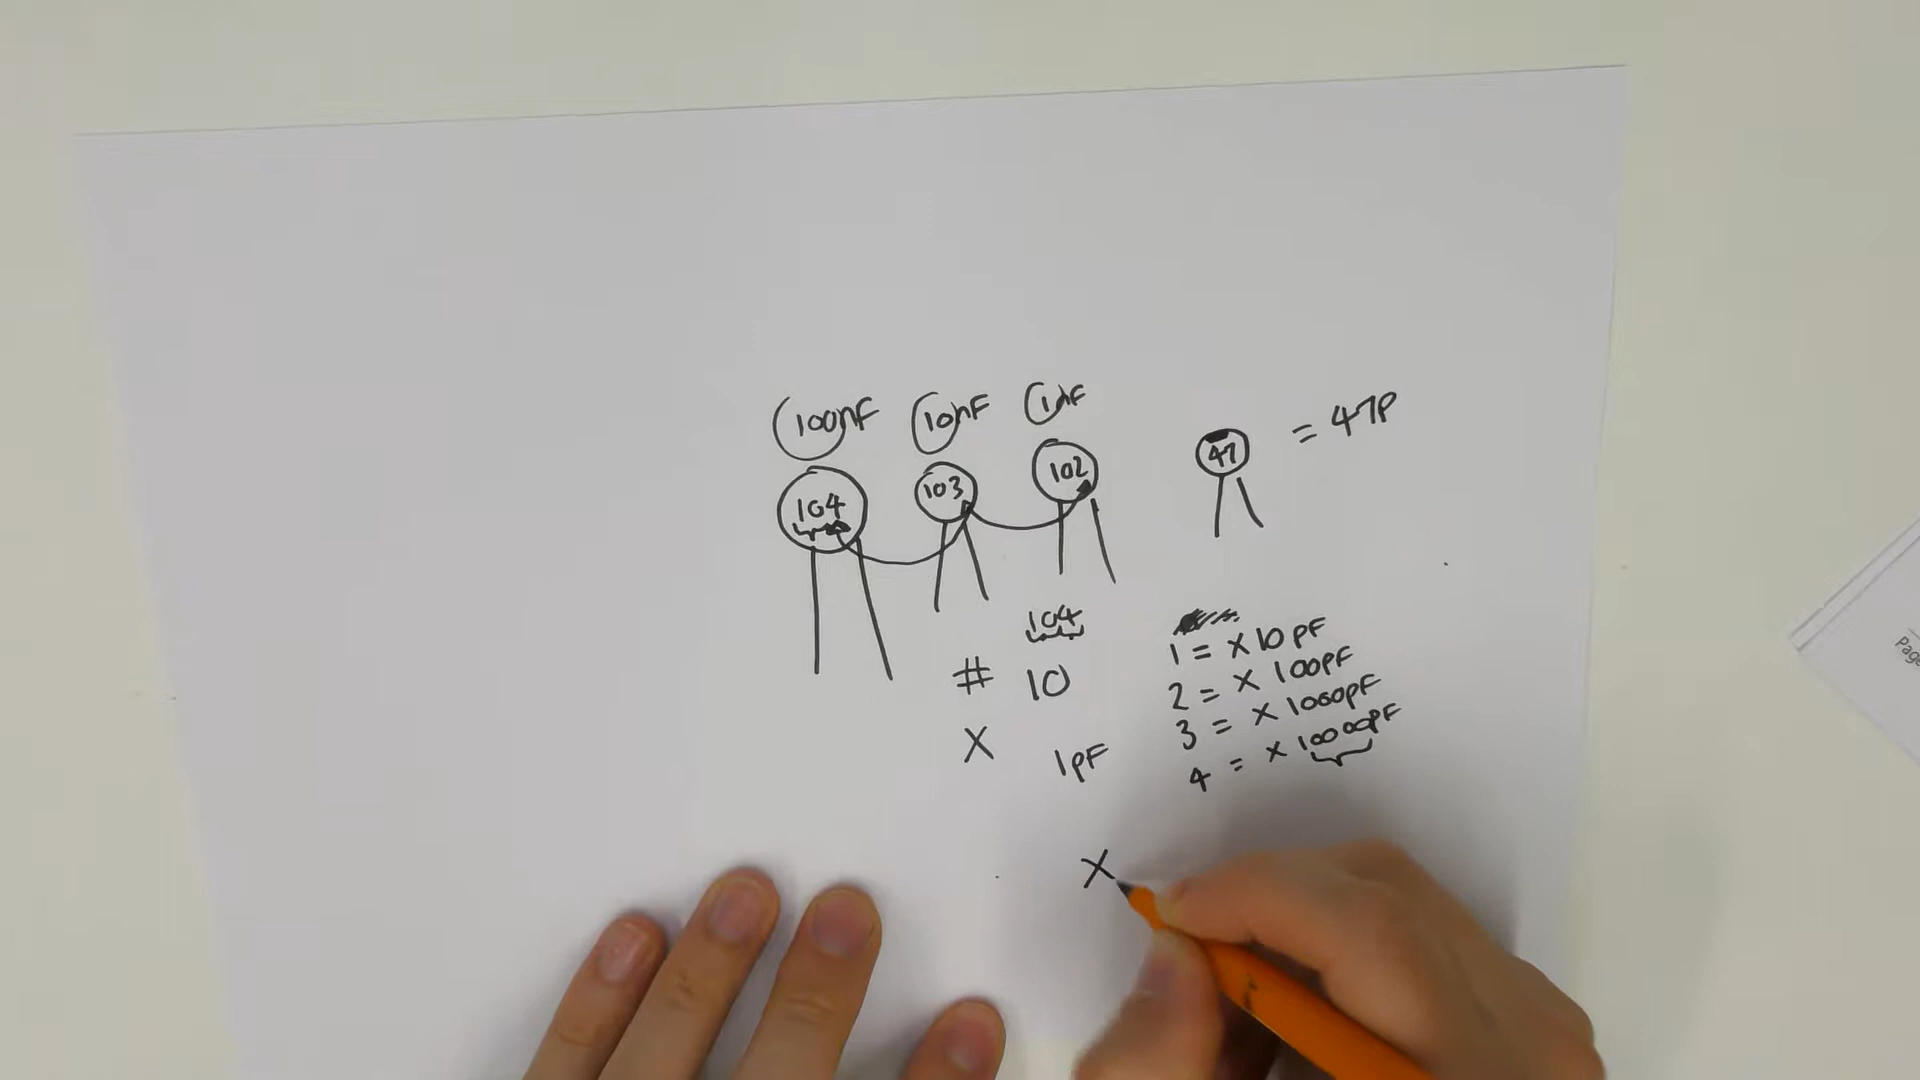 100nF 10nF 1nF
47 = 47P
104 103 102
104
# 10
X 1pF
1 = x 10pF
2 = x 100pF
3 = x 1000pF
4 = x 10000pF
X
Page